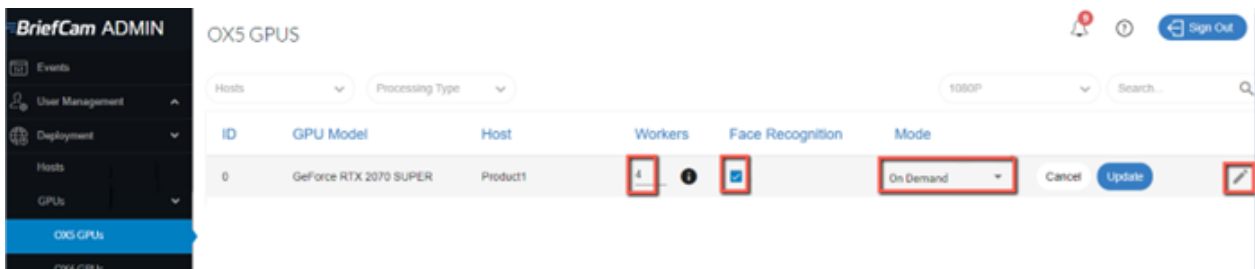 BriefCam ADMIN
OX5 GPUS
9
?
Sign Out
Events
Hosts
Processing Type
1080P
Search...
User Management
Deployment
ID GPU Model Host Workers Face Recognition Mode
Hosts
0 GeForce RTX 2070 SUPER Product1 4 i On Demand Cancel Update
GPUs
OX5 GPUs